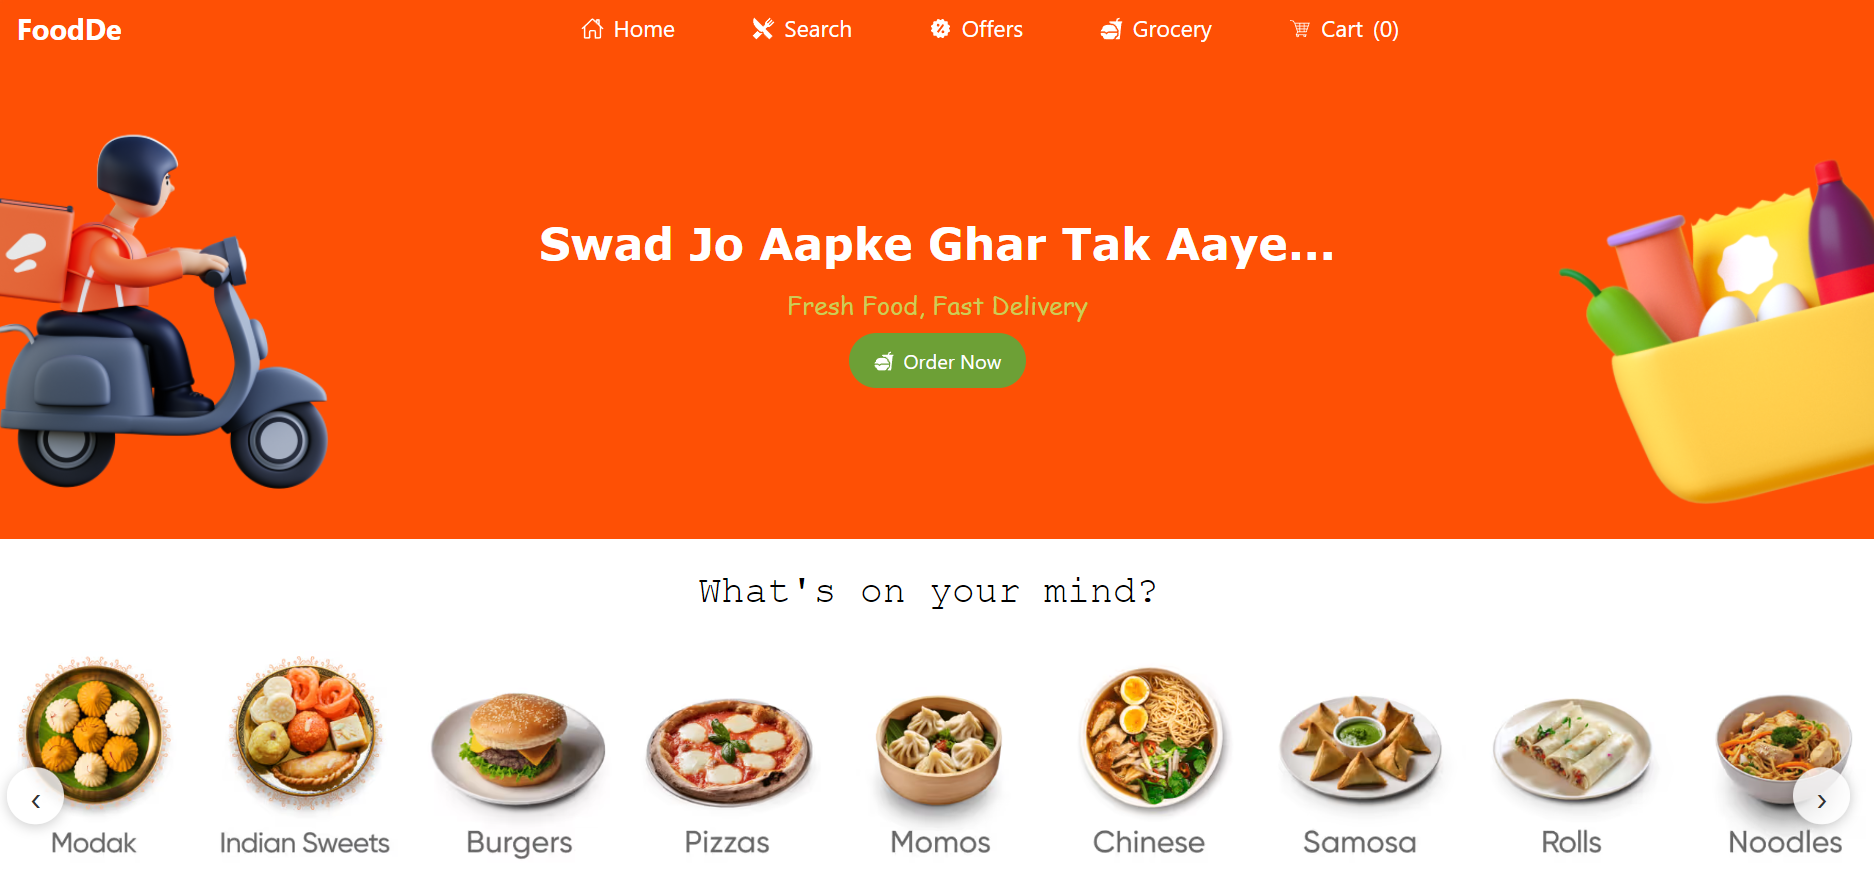 FoodDe
Home Search Offers Grocery Cart (0)
Swad Jo Aapke Ghar Tak Aaye...
Fresh Food, Fast Delivery
Order Now
What's on your mind?
Modak Indian Sweets Burgers Pizzas Momos Chinese Samosa Rolls Noodles